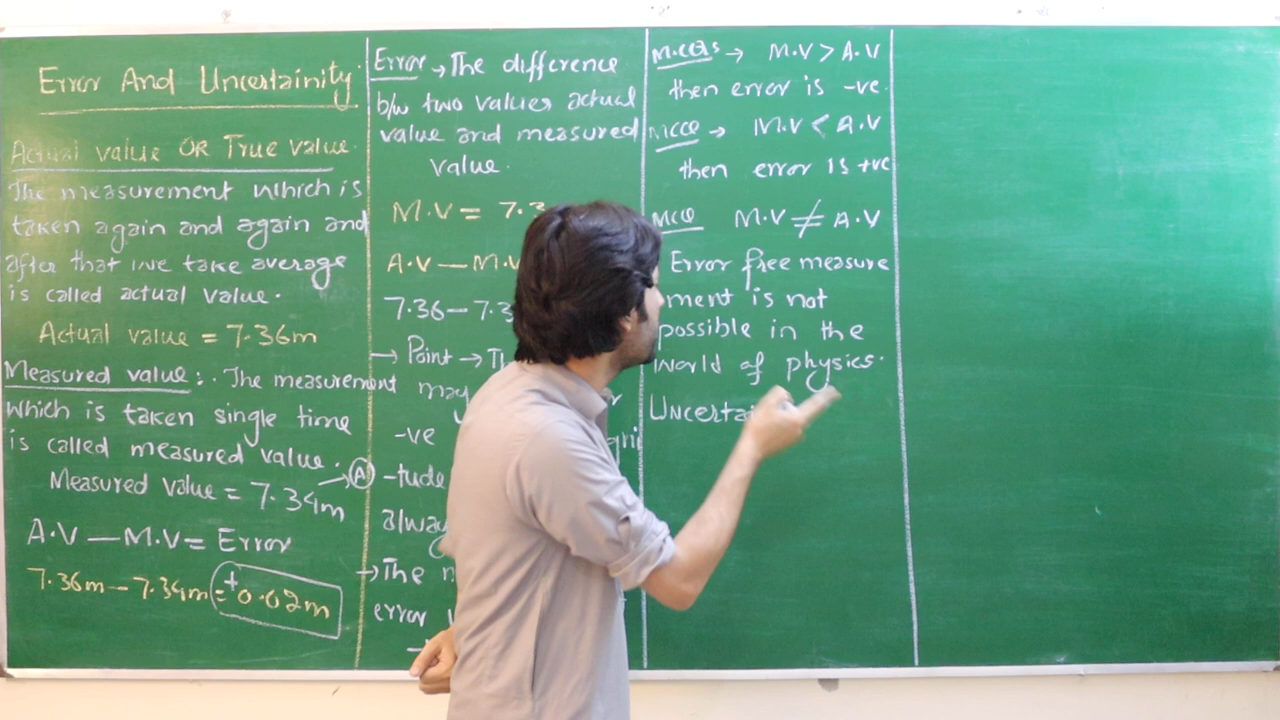 Error And Uncertainity
Actual value OR True value.
The measurement which is
taken again and again and
after that we take average
is called actual value.
Actual value = 7.36m
Measured value:. The measurement
which is taken single time
is called measured value.
Measured Value = 7.34m → A
A.V — M.V = Error
7.36m — 7.34m = +0.02m
Error → The difference
b/w two values actual
value and measured
value.
M.V = 7.3
A.V — M.V
7.36 — 7.3
→ Point →
may
-ve
-tude
alway
→ The
error
M.CQs → M.V > A.V
then error is -ve.
MCQ → M.V < A.V
then error is +ve
MCQ M.V ≠ A.V
Error free measure
ment is not
possible in the
world of physics.
Uncertai